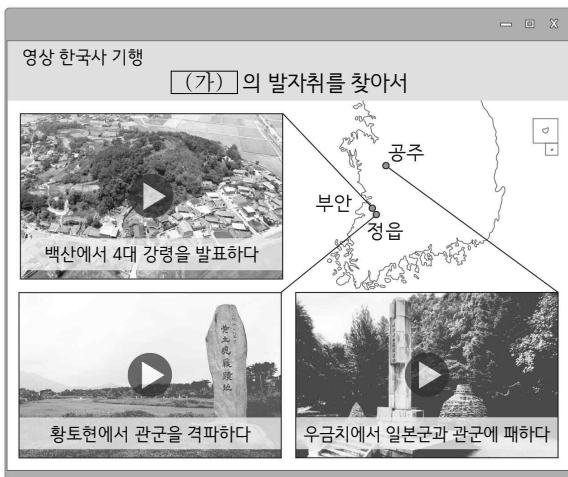 영상 한국사 기행
(가) 의 발자취를 찾아서
공주
부안
정읍
백산에서 4대 강령을 발표하다
황토현에서 관군을 격파하다
우금치에서 일본군과 관군에 패하다